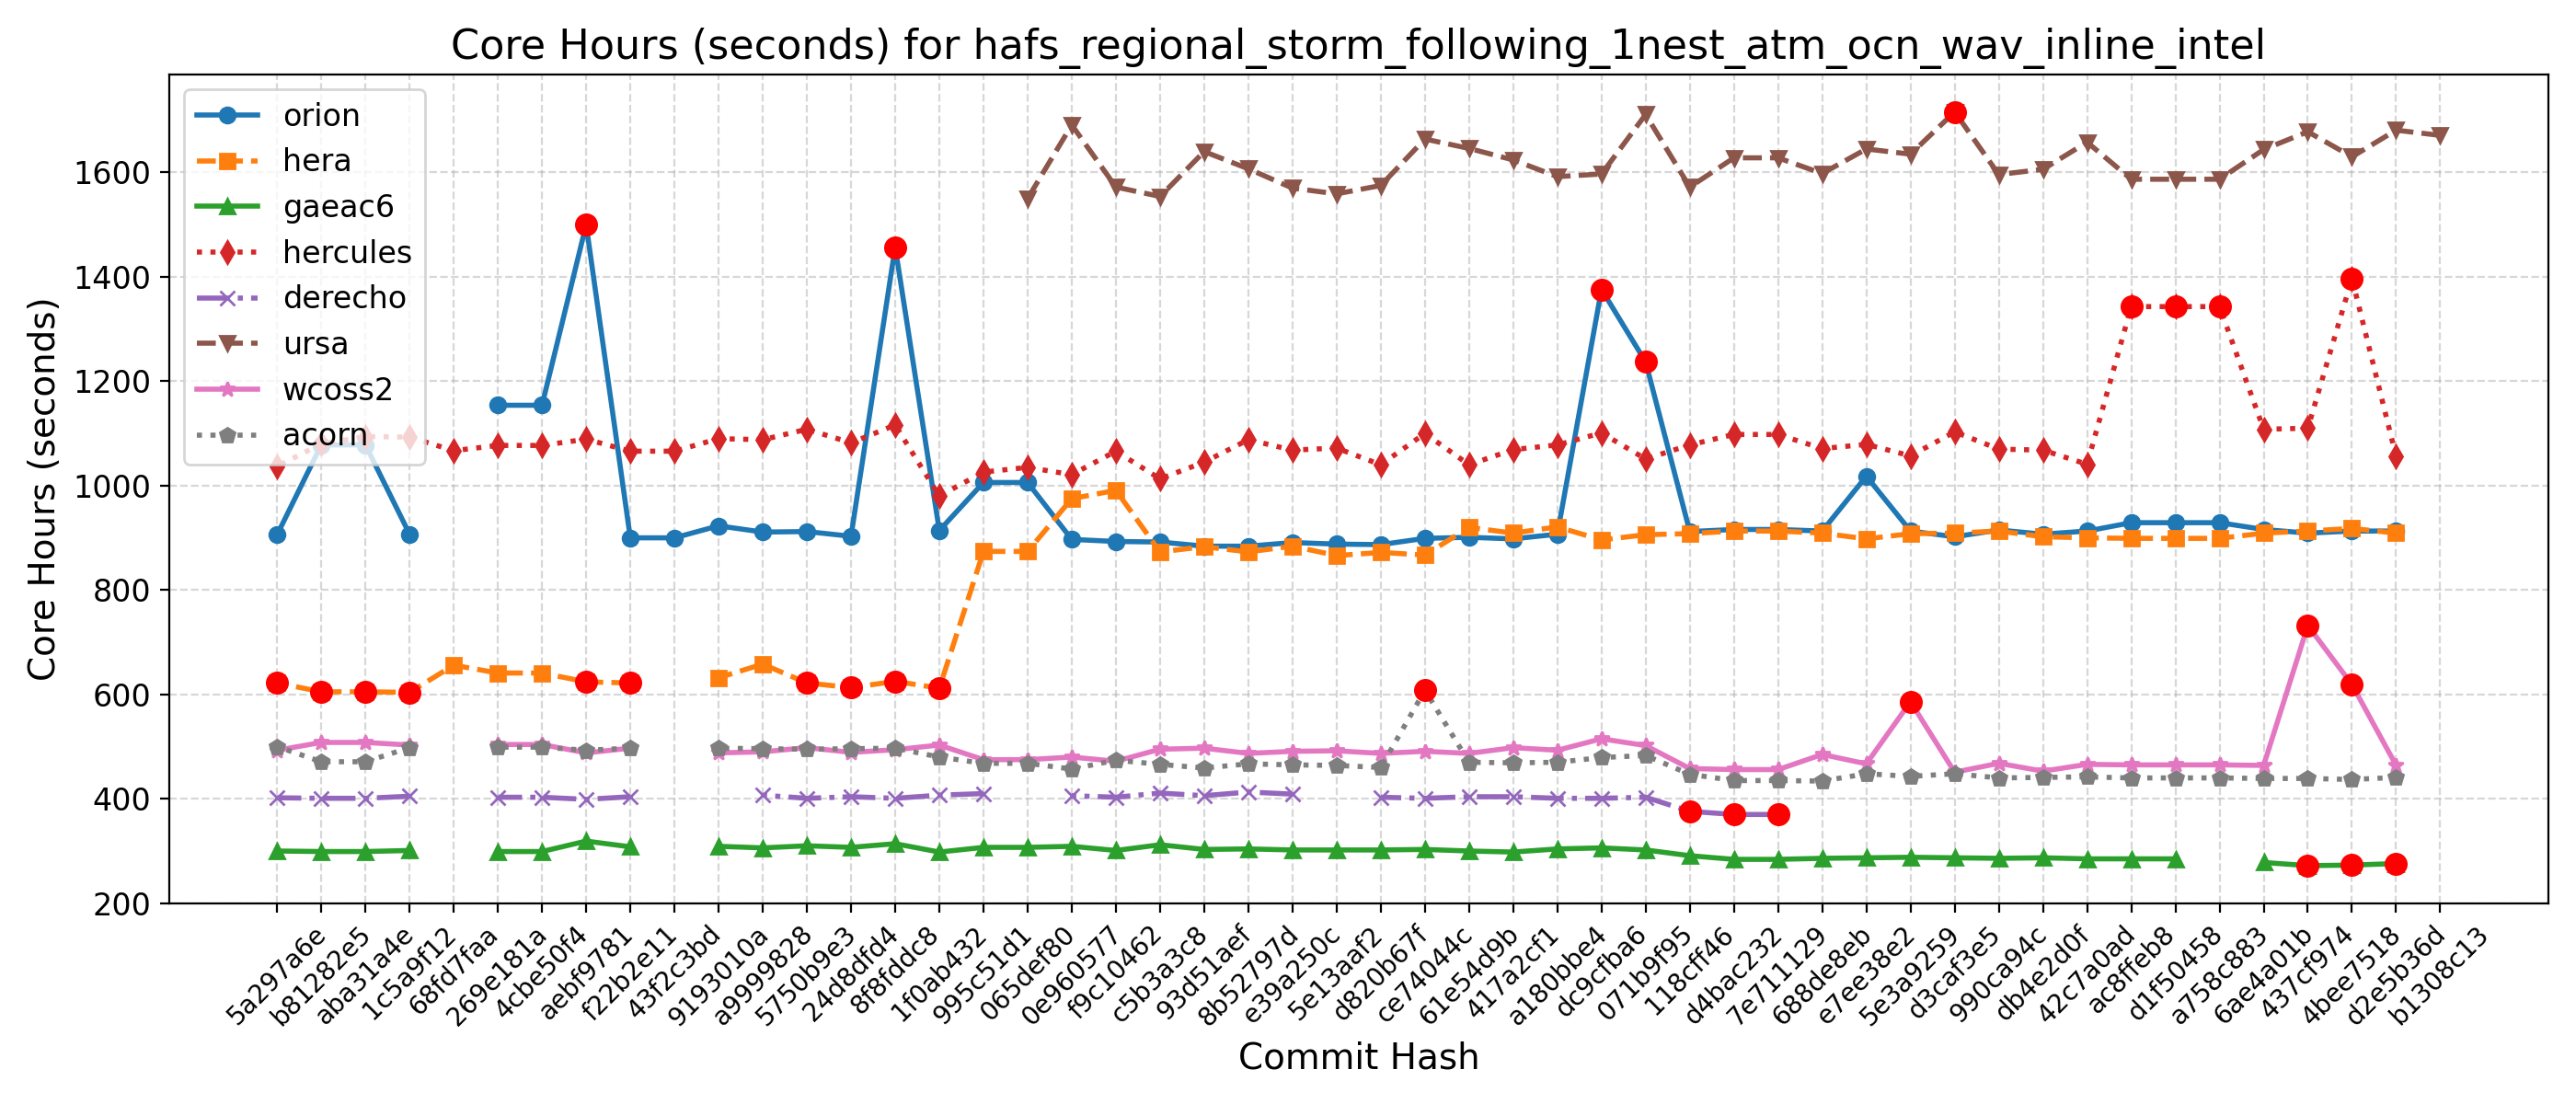 Core Hours (seconds) for hafs_regional_storm_following_1nest_atm_ocn_wav_inline_intel
Core Hours (seconds)
1600
1400
1200
1000
800
600
400
200
orion
hera
gaeac6
hercules
derecho
ursa
wcoss2
acorn
5a297a6e
b81282e5
aba31a4e
1c5a9f12
68fd7faa
269e181a
4cbe50f4
aebf9781
f22b2e11
43f2c3bd
9193010a
a9999828
5750b9e3
24d8dfd4
8f8fddc8
1f0ab432
995c51d1
065def80
0e960577
f9c10462
c5b3a3c8
93d51aef
8b52797d
e39a250c
5e13aaf2
d820b67f
ce74044c
61e54d9b
417a2cf1
a180bbe4
dc9cfba6
071b9f95
118cff46
d4bac232
7e711129
688de8eb
e7ee38e2
5e3a9259
d3caf3e5
990ca94c
db4e2d0f
42c7a0ad
ac8ffeb8
d1f50458
a758c883
6ae4a01b
437cf974
4bee7518
d2e5b36d
b1308c13
Commit Hash